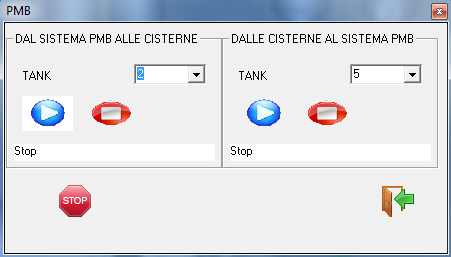 PMB
DAL SISTEMA PMB ALLE CISTERNE
TANK 2
Stop
DALLE CISTERNE AL SISTEMA PMB
TANK 5
Stop
STOP